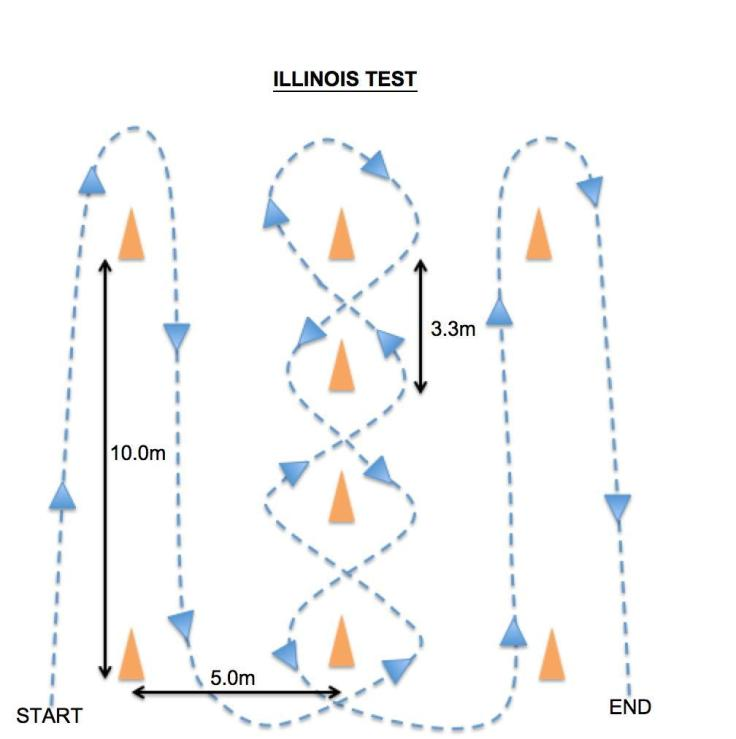 ILLINOIS TEST
3.3m
10.0m
5.0m
START
END